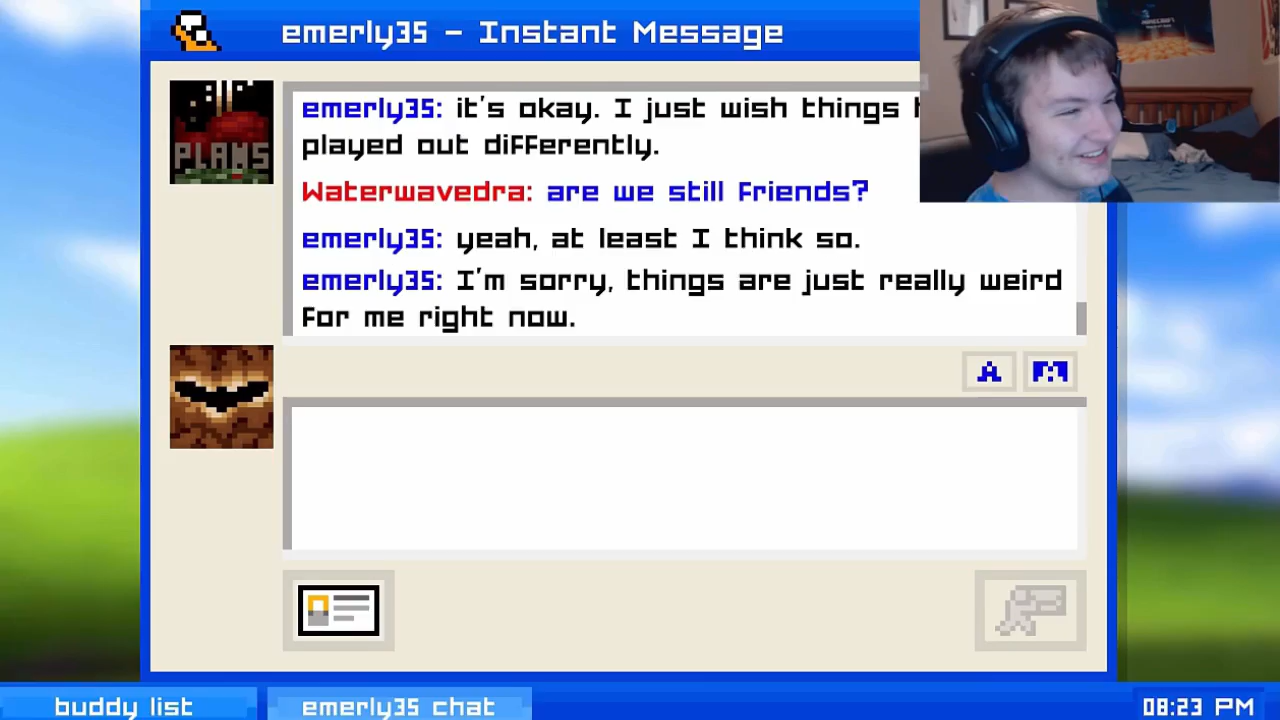 emerly35 - Instant Message
emerly35: it's okay. I just wish things
played out differently.
Waterwavedra: are we still friends?
emerly35: yeah, at least I think so.
emerly35: I'm sorry, things are just really weird
for me right now.
PLANS
A
MINECRAFT
buddy list
emerly35 chat
08:23 PM